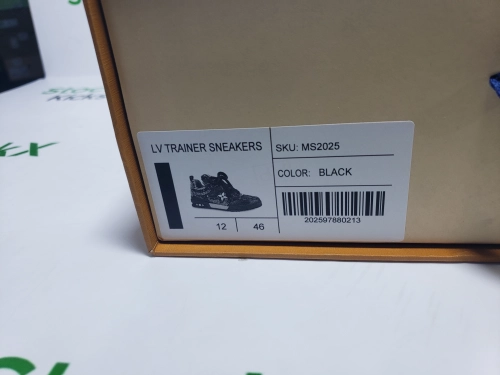 LV TRAINER SNEAKERS
SKU: MS2025
COLOR: BLACK
12 46
202597880213